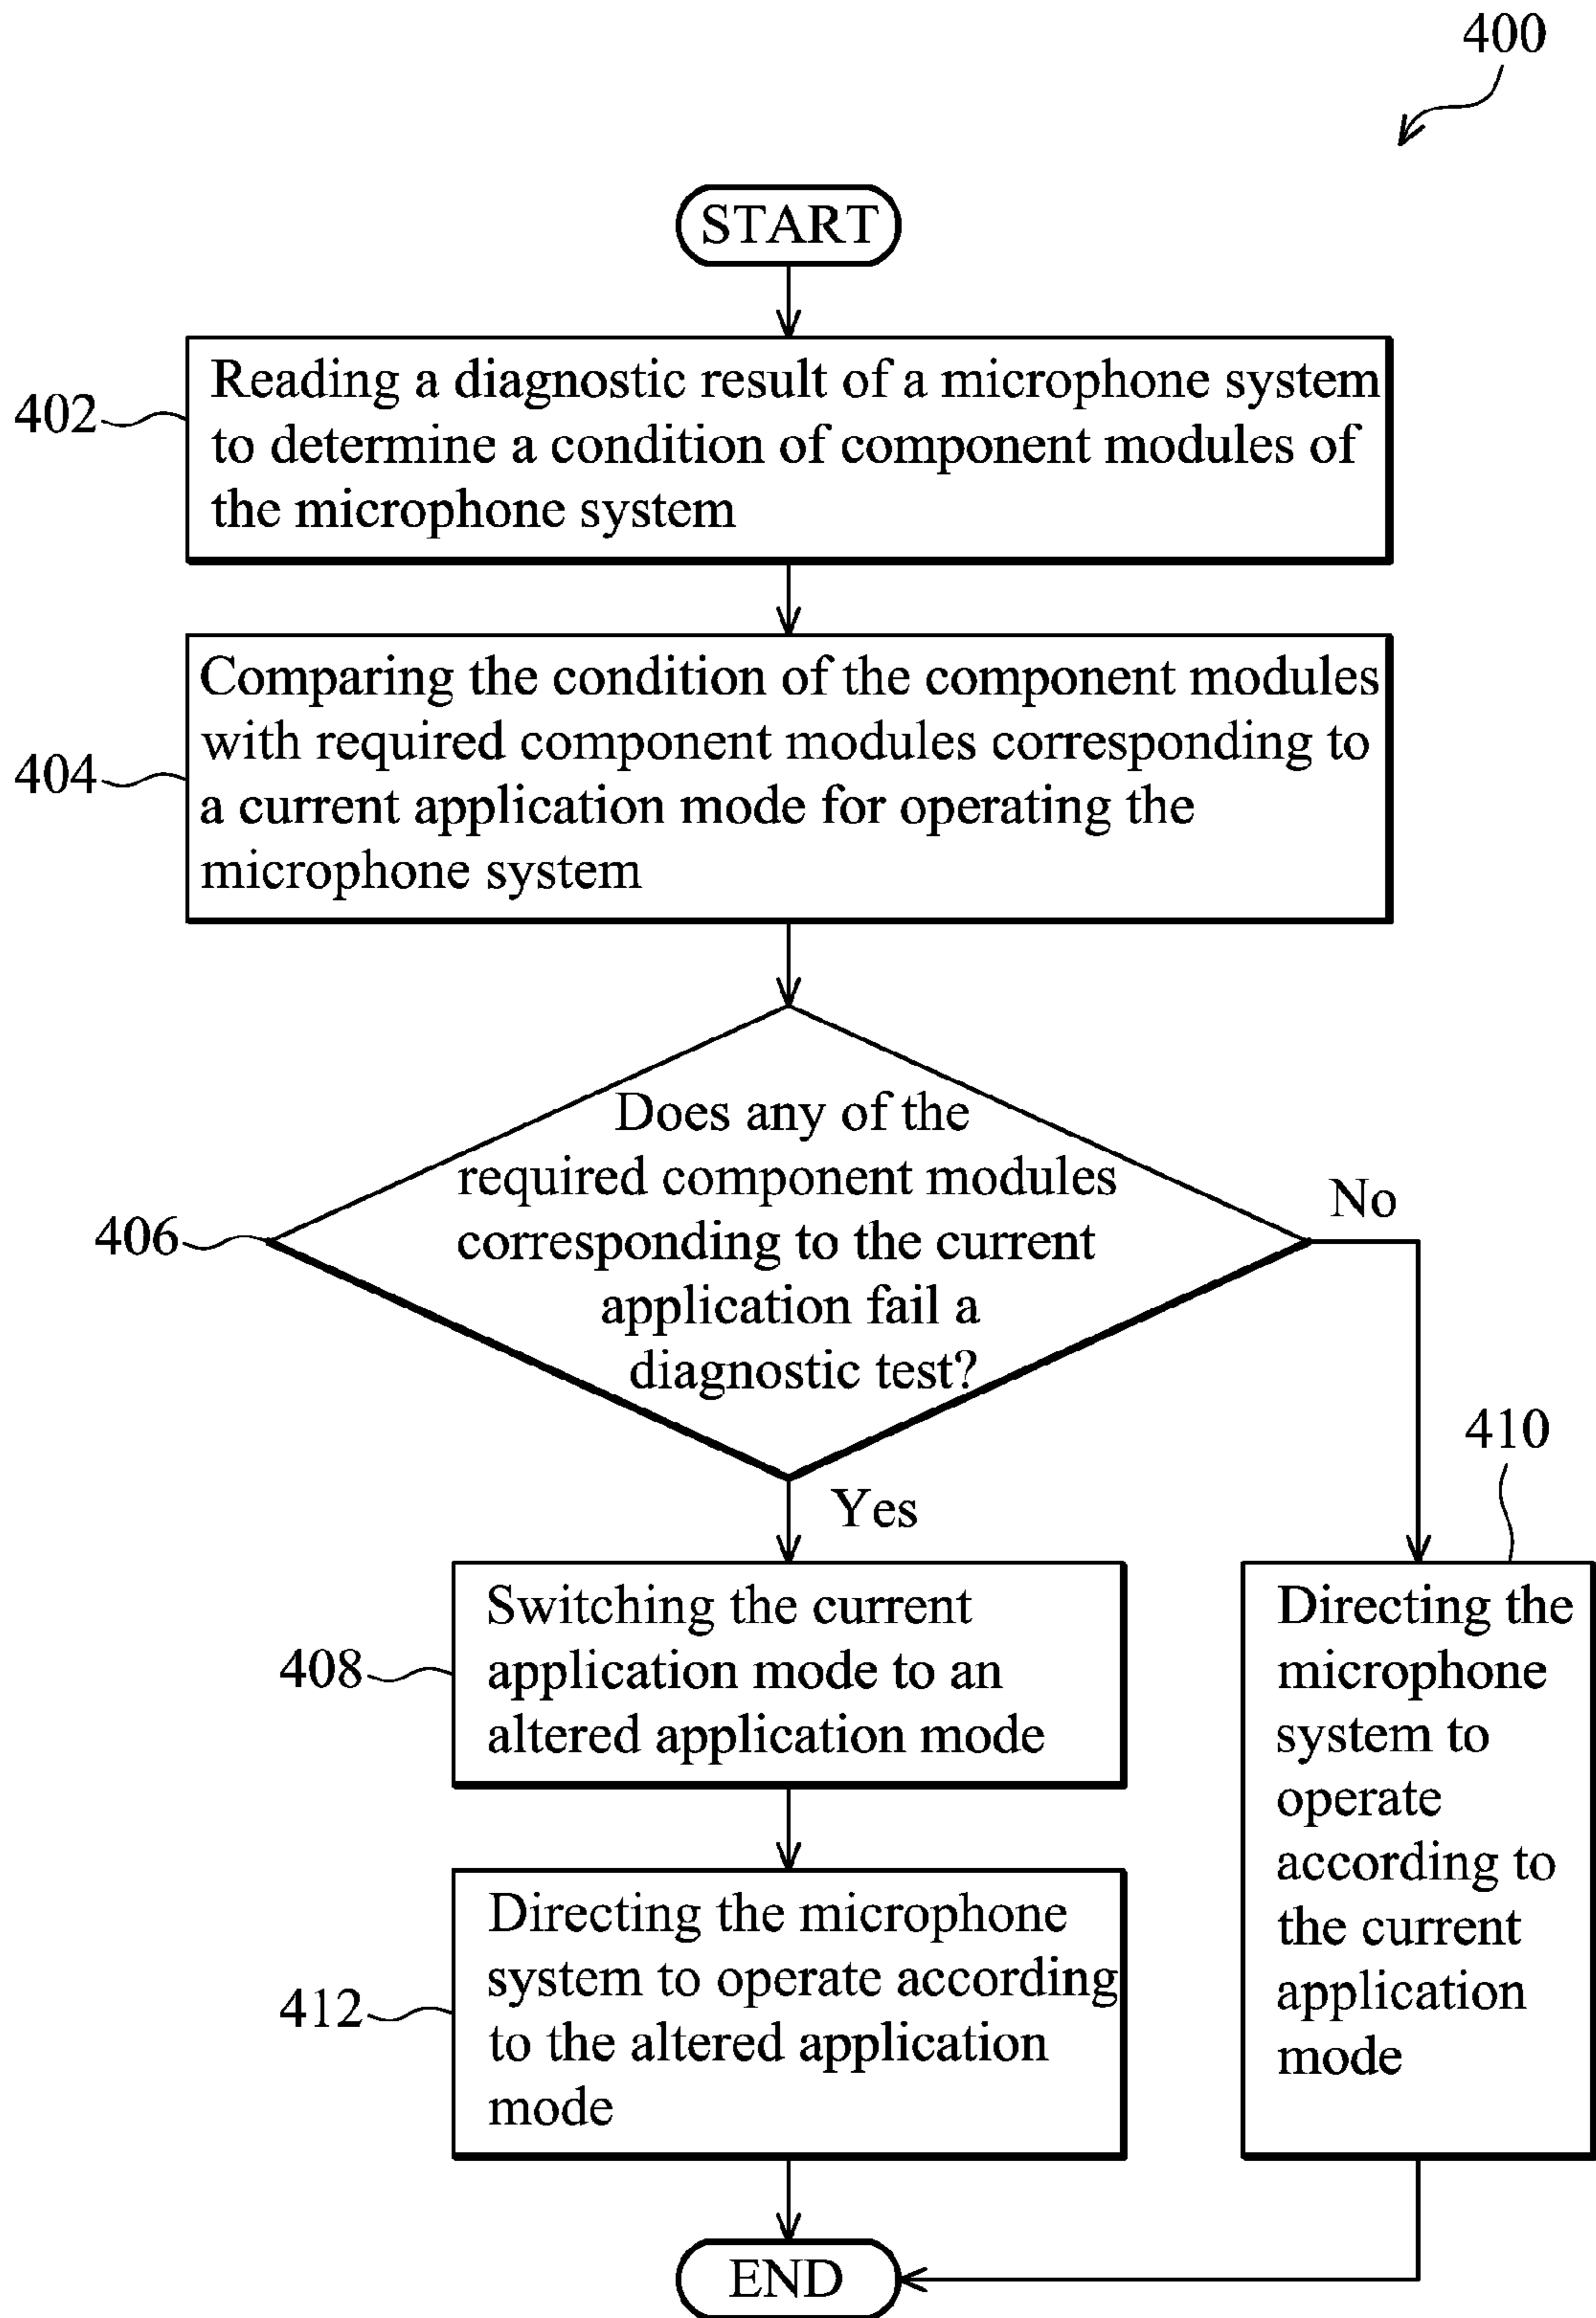 400
START
402
Reading a diagnostic result of a microphone system
to determine a condition of component modules of
the microphone system
404
Comparing the condition of the component modules
with required component modules corresponding to
a current application mode for operating the
microphone system
406
Does any of the
required component modules
corresponding to the current
application fail a
diagnostic test?
No
Yes
408
Switching the current
application mode to an
altered application mode
410
Directing the
microphone
system to
operate
according to
the current
application
mode
412
Directing the microphone
system to operate according
to the altered application
mode
END